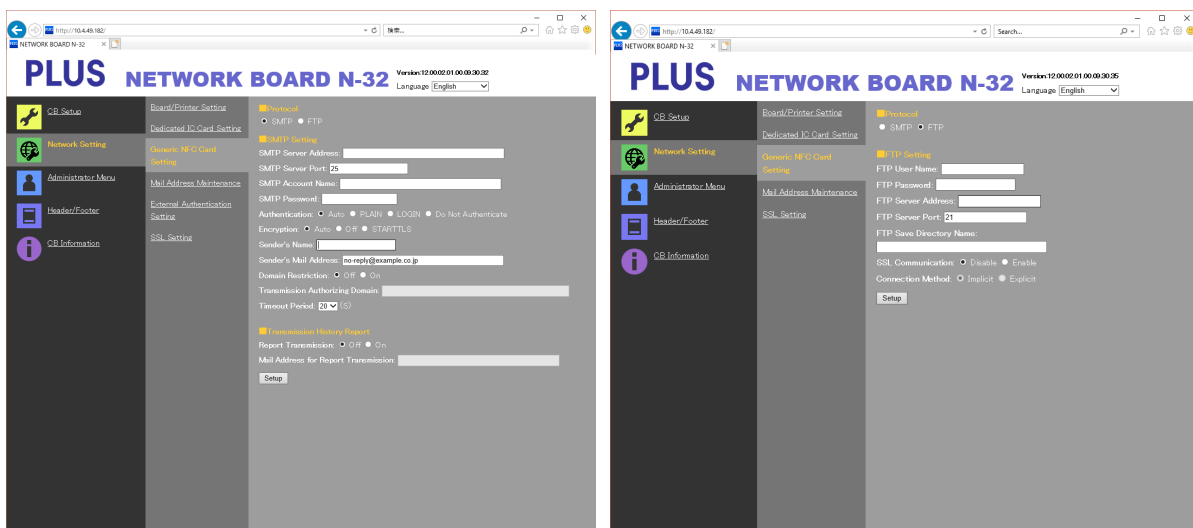 http://10.4.49.182/
検索...
NETWORK BOARD N-32
PLUS NETWORK BOARD N-32
Version:12.00.02.01.00.09.30.32
Language English
CB Setup
Network Setting
Administrator Menu
Header/Footer
CB Information
Board/Printer Setting
Dedicated IC Card Setting
Generic NFC Card
Setting
Mail Address Maintenance
External Authentication
Setting
SSL Setting
■Protocol
SMTP FTP
■SMTP Setting
SMTP Server Address:
SMTP Server Port: 25
SMTP Account Name:
SMTP Password:
Authentication: Auto PLAIN LOGIN Do Not Authenticate
Encryption: Auto Off STARTTLS
Sender's Name:
Sender's Mail Address: no-reply@example.co.jp
Domain Restriction: Off On
Transmission Authorizing Domain:
Timeout Period: 20 (S)
■Transmission History Report
Report Transmission: Off On
Mail Address for Report Transmission:
Setup
http://10.4.49.182/
Search...
NETWORK BOARD N-32
PLUS NETWORK BOARD N-32
Version:12.00.02.01.00.09.30.35
Language English
CB Setup
Network Setting
Administrator Menu
Header/Footer
CB Information
Board/Printer Setting
Dedicated IC Card Setting
Generic NFC Card
Setting
Mail Address Maintenance
SSL Setting
■Protocol
SMTP FTP
■FTP Setting
FTP User Name:
FTP Password:
FTP Server Address:
FTP Server Port: 21
FTP Save Directory Name:
SSL Communication: Disable Enable
Connection Method: Implicit Explicit
Setup